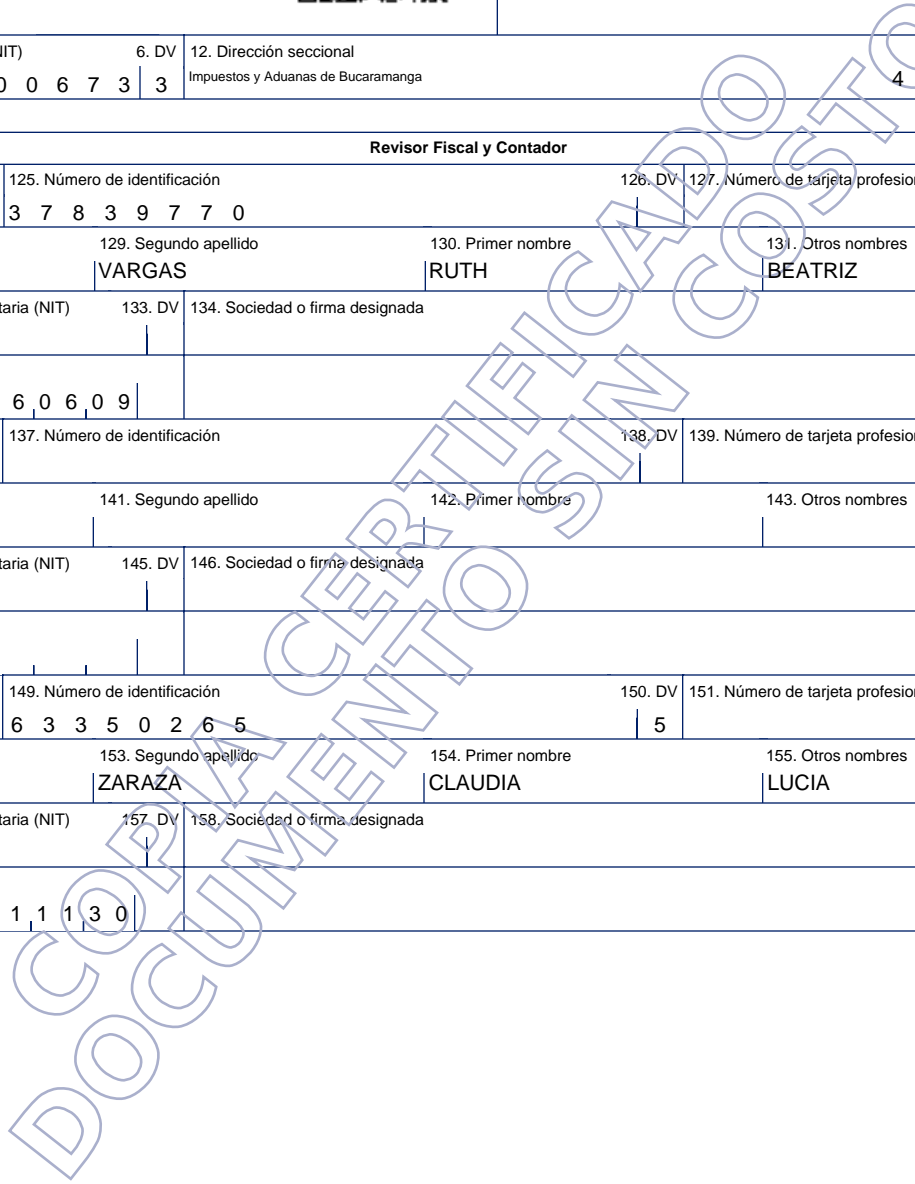 NIT) 6. DV 12. Dirección seccional
0 0 6 7 3 3 Impuestos y Aduanas de Bucaramanga 4
Revisor Fiscal y Contador
125. Número de identificación 126. DV 127. Número de tarjeta profesion
3 7 8 3 9 7 7 0
129. Segundo apellido 130. Primer nombre 131. Otros nombres
VARGAS RUTH BEATRIZ
taria (NIT) 133. DV 134. Sociedad o firma designada
6 0 6 0 9
137. Número de identificación 138. DV 139. Número de tarjeta profesion
141. Segundo apellido 142. Primer nombre 143. Otros nombres
taria (NIT) 145. DV 146. Sociedad o firma designada
149. Número de identificación 150. DV 151. Número de tarjeta profesion
6 3 3 5 0 2 6 5 5
153. Segundo apellido 154. Primer nombre 155. Otros nombres
ZARAZA CLAUDIA LUCIA
taria (NIT) 157. DV 158. Sociedad o firma designada
1 1 1 3 0
COPIA CERTIFICADO
DOCUMENTO SIN COSTO